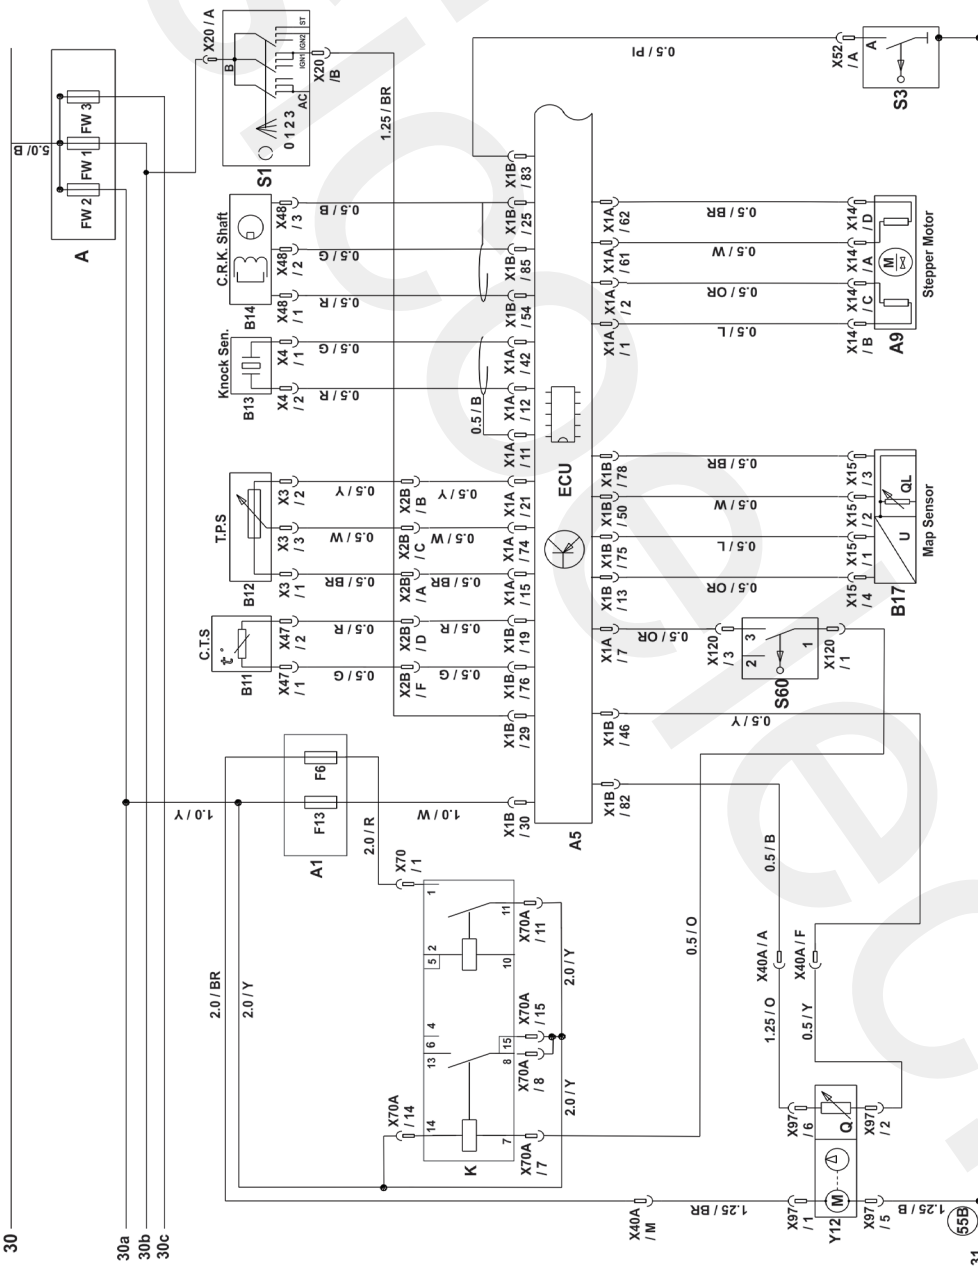 30
30a
30b
30c
5.0 / B
FW 3
FW 1
FW 2
A
X20 / A
B
ST
IGN2
IGN1
AC
0 1 2 3
S1
X20
/ B
1.25 / BR
0.5 / PI
X52
/ A
A
S3
C.R.K. Shaft
B14
X48
/ 3
0.5 / B
X1B
/ 25
X48
/ 2
0.5 / G
X1B
/ 85
X48
/ 1
0.5 / R
X1B
/ 54
X1B
/ 83
Knock Sen.
B13
X4
/ 1
0.5 / G
X1A
/ 42
X4
/ 2
0.5 / R
X1A
/ 12
0.5 / B
X1A
/ 11
T.P.S
B12
X3
/ 2
0.5 / Y
X2B
/ B
0.5 / Y
X1A
/ 21
X3
/ 3
0.5 / W
X2B
/ C
0.5 / W
X1A
/ 74
X3
/ 1
0.5 / BR
X2B
/ A
0.5 / BR
X1A
/ 15
C.T.S
t°
B11
X47
/ 2
0.5 / R
X2B
/ D
0.5 / R
X1B
/ 19
X47
/ 1
0.5 / G
X2B
/ F
0.5 / G
X1B
/ 76
X1B
/ 29
ECU
A5
X1A
/ 62
0.5 / BR
X14
/ D
X1A
/ 61
0.5 / W
X14
/ A
X1A
/ 2
0.5 / OR
X14
/ C
X1A
/ 1
0.5 / L
X14
/ B
M
Stepper Motor
A9
X1B
/ 78
0.5 / BR
X15
/ 3
X1B
/ 50
0.5 / W
X15
/ 2
X1B
/ 75
0.5 / L
X15
/ 1
X1B
/ 13
0.5 / OR
X15
/ 4
QL
U
Map Sensor
B17
X1A
/ 7
0.5 / OR
X120
/ 3
3
2
1
S60
X120
/ 1
X1B
/ 46
0.5 / Y
X1B
/ 82
0.5 / B
1.0 / Y
F6
F13
A1
1.0 / W
X1B
/ 30
2.0 / R
X70
/ 1
2.0 / BR
2.0 / Y
1
11
2
5
10
4
6
13
15
8
14
7
K
X70A
/ 14
X70A
/ 11
X70A
/ 15
X70A
/ 8
X70A
/ 7
2.0 / Y
2.0 / Y
0.5 / O
X40A / A
X40A / F
1.25 / O
0.5 / Y
X40A
/ M
1.25 / BR
X97
/ 1
X97
/ 6
Q
M
Y12
X97
/ 2
X97
/ 5
1.25 / B
55B
31